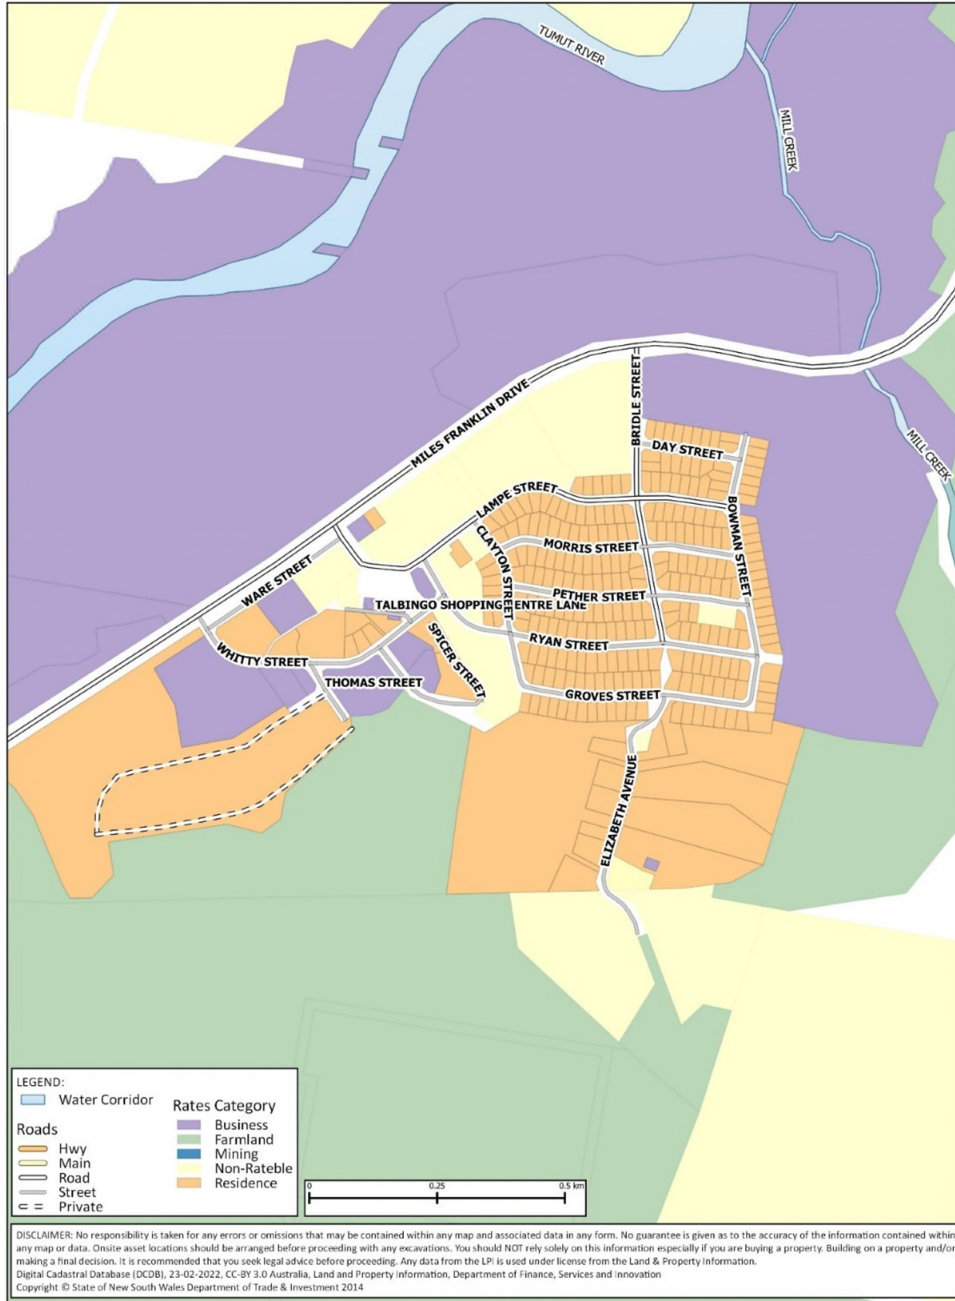 TUMUT RIVER
MILL CREEK
MILES FRANKLIN DRIVE
BRIDLE STREET
DAY STREET
MILL CREEK
LAMPE STREET
BOWMAN STREET
CLAYTON STREET
MORRIS STREET
WARE STREET
PETHER STREET
TALBINGO SHOPPING CENTRE LANE
RYAN STREET
SPICER STREET
WHITTY STREET
THOMAS STREET
GROVES STREET
ELIZABETH AVENUE
LEGEND:
Water Corridor
Roads
Hwy
Main
Road
Street
Private
Rates Category
Business
Farmland
Mining
Non-Rateble
Residence
0 0.25 0.5 km
DISCLAIMER: No responsibility is taken for any errors or omissions that may be contained within any map and associated data in any form. No guarantee is given as to the accuracy of the information contained within
any map or data. Onsite asset locations should be arranged before proceeding with any excavations. You should NOT rely solely on this information especially if you are buying a property. Building on a property and/or
making a final decision. It is recommended that you seek legal advice before proceeding. Any data from the LPI is used under license from the Land & Property Information.
Digital Cadastral Database (DCDB), 23-02-2022, CC-BY 3.0 Australia, Land and Property Information, Department of Finance, Services and Innovation
Copyright © State of New South Wales Department of Trade & Investment 2014